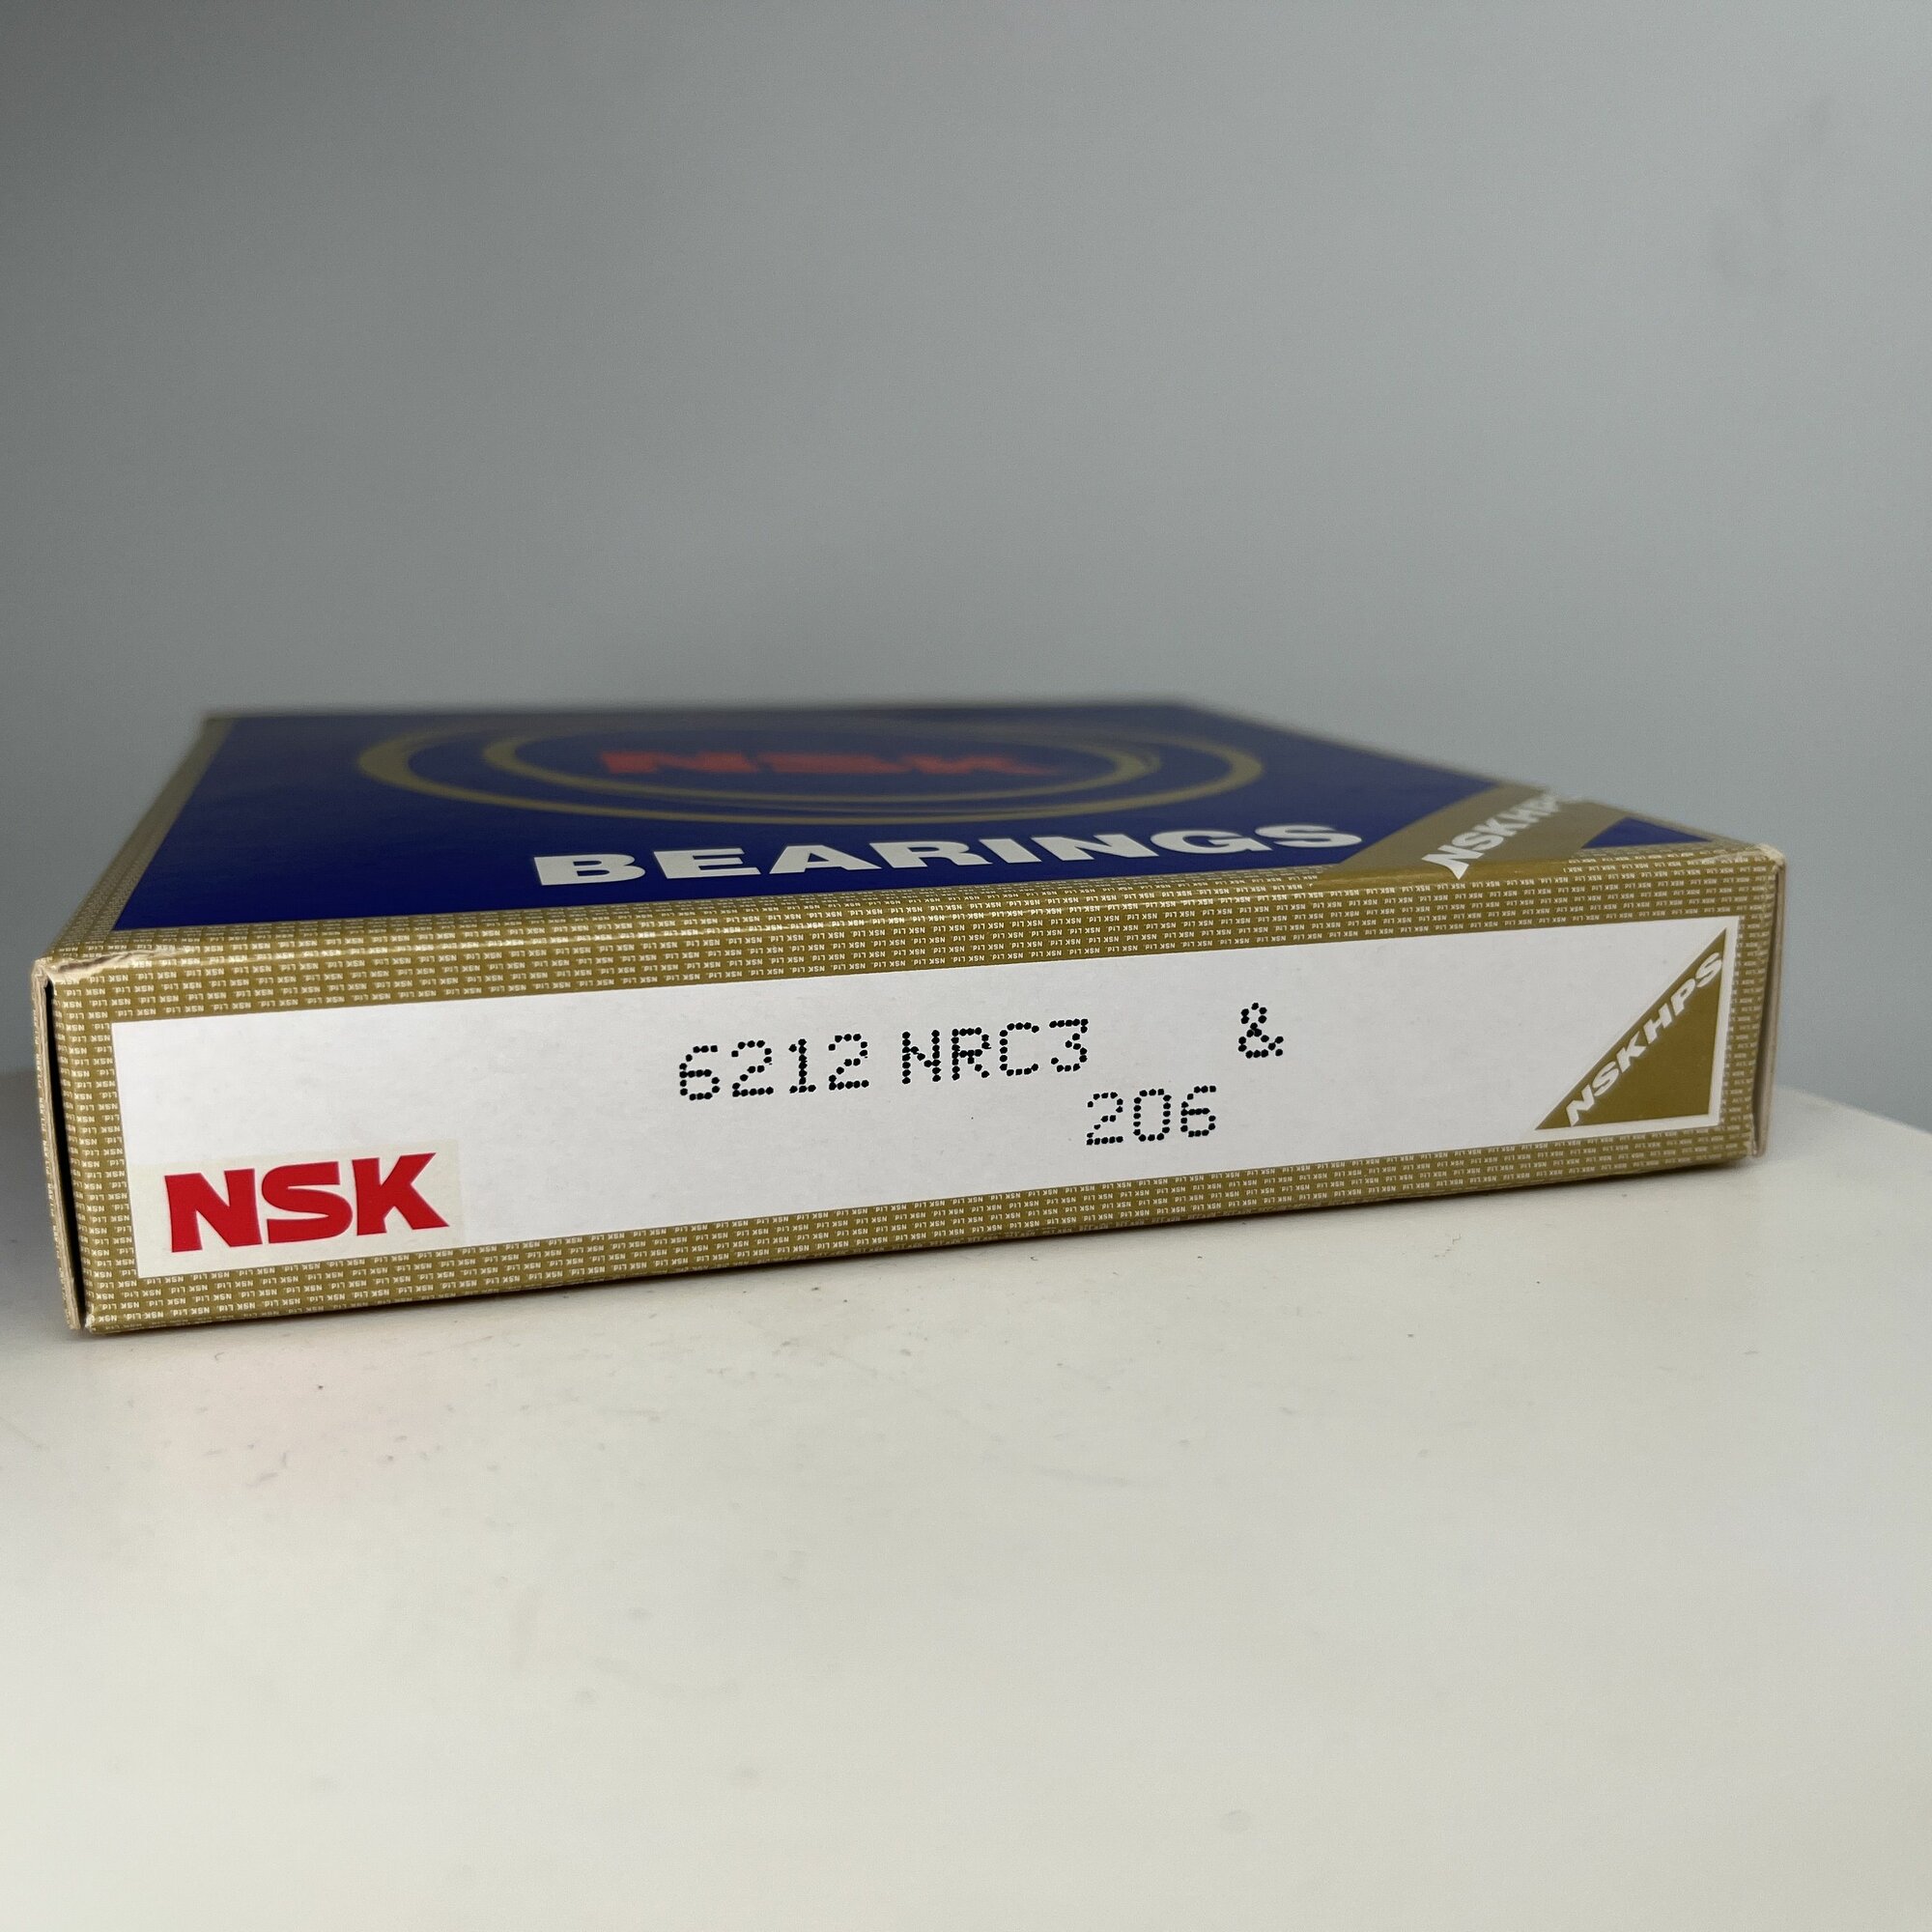 NSK
BEARINGS
NSKHPS
6212 NRC3 &
206
NSK
NSKHPS